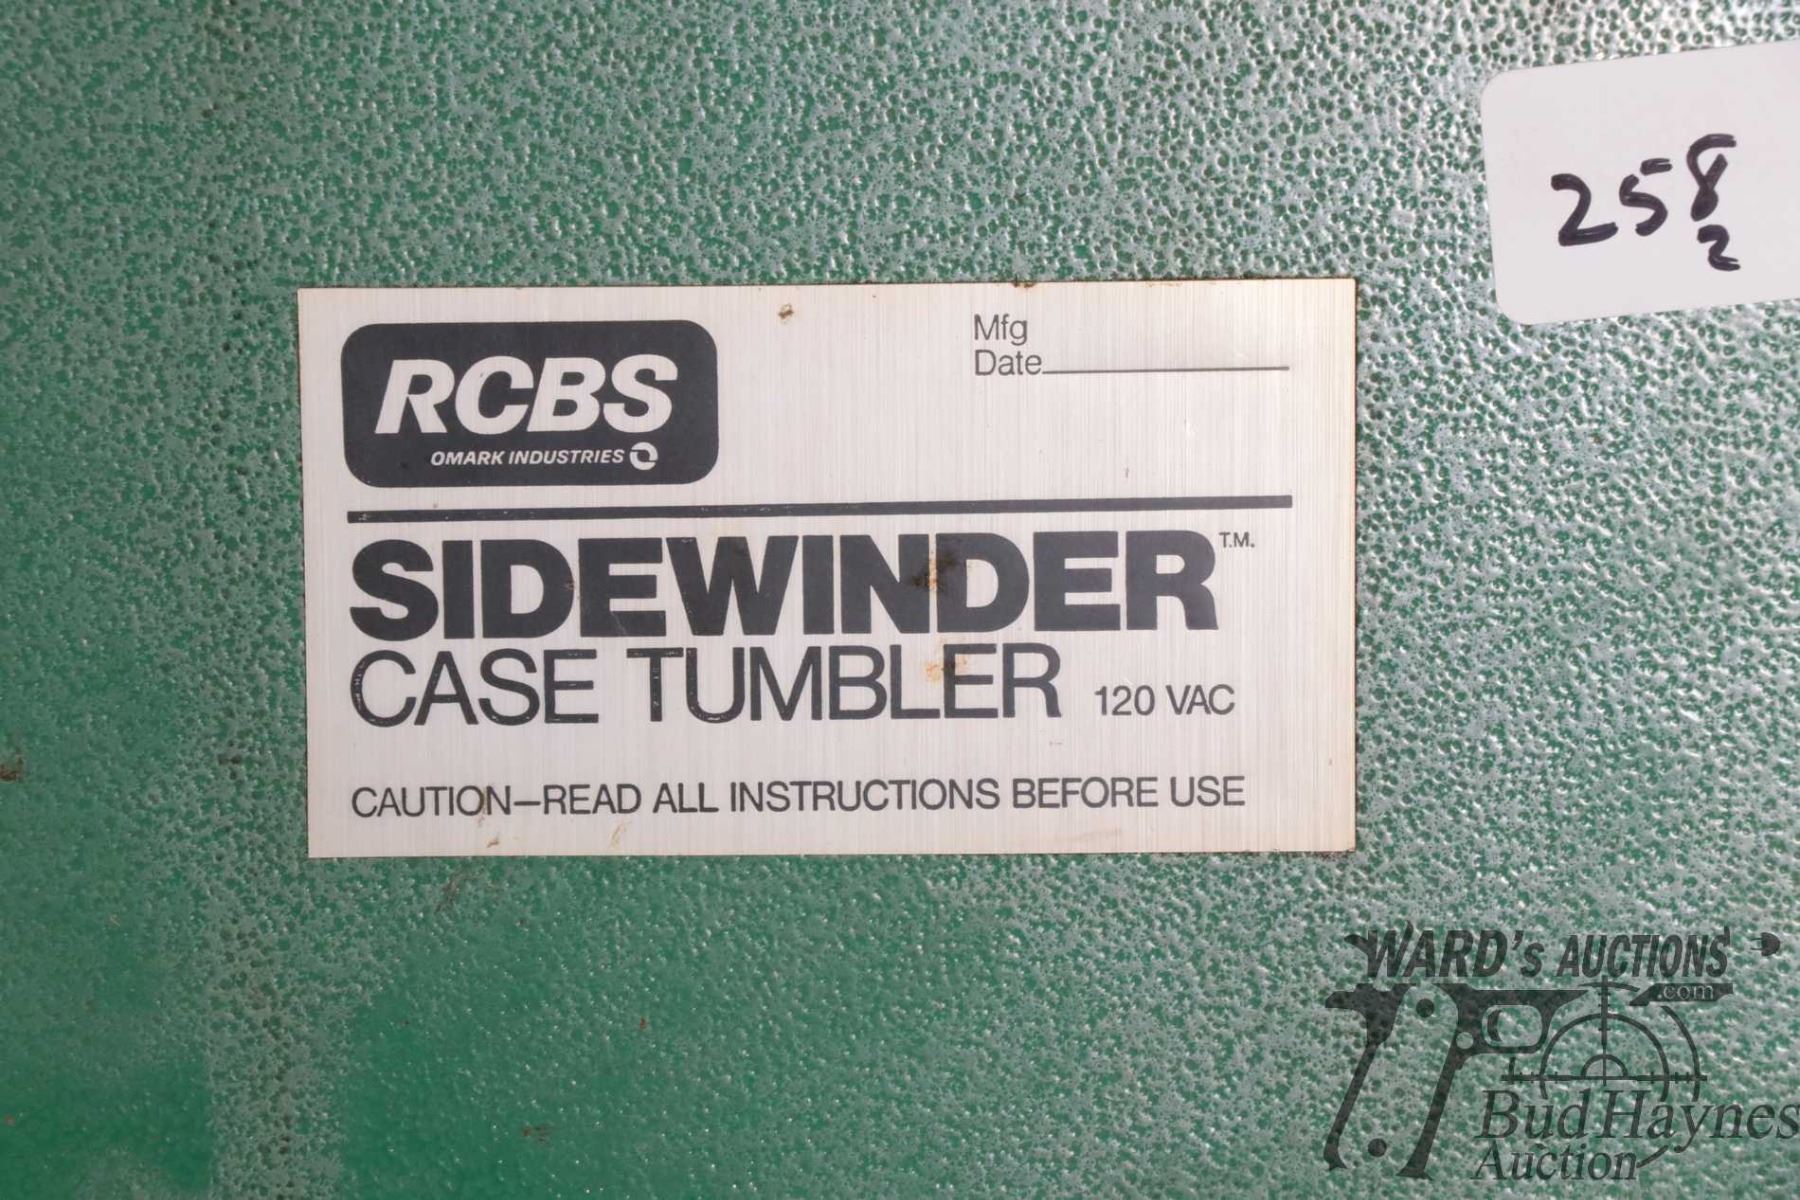 258
2
Mfg
Date
RCBS
OMARK INDUSTRIES
SIDEWINDER T.M.
CASE TUMBLER 120 VAC
CAUTION—READ ALL INSTRUCTIONS BEFORE USE
WARD's AUCTIONS
.com
Bud Haynes
Auction